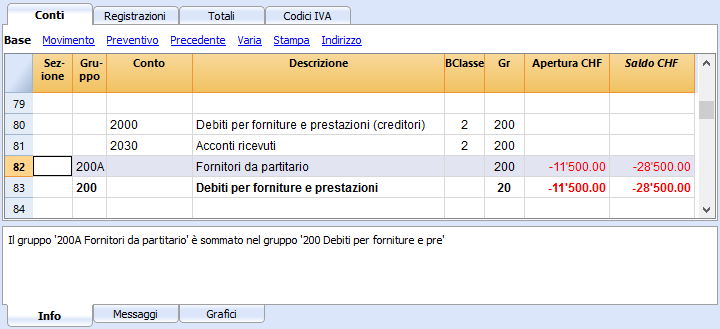 Conti Registrazioni Totali Codici IVA
Base Movimento Preventivo Precedente Varia Stampa Indirizzo
Sez-ione Gru-ppo Conto Descrizione BClasse Gr Apertura CHF Saldo CHF
79
80 2000 Debiti per forniture e prestazioni (creditori) 2 200
81 2030 Acconti ricevuti 2 200
82 200A Fornitori da partitario 200 -11'500.00 -28'500.00
83 200 Debiti per forniture e prestazioni 20 -11'500.00 -28'500.00
84
Il gruppo '200A Fornitori da partitario' è sommato nel gruppo '200 Debiti per forniture e pre'
Info Messaggi Grafici